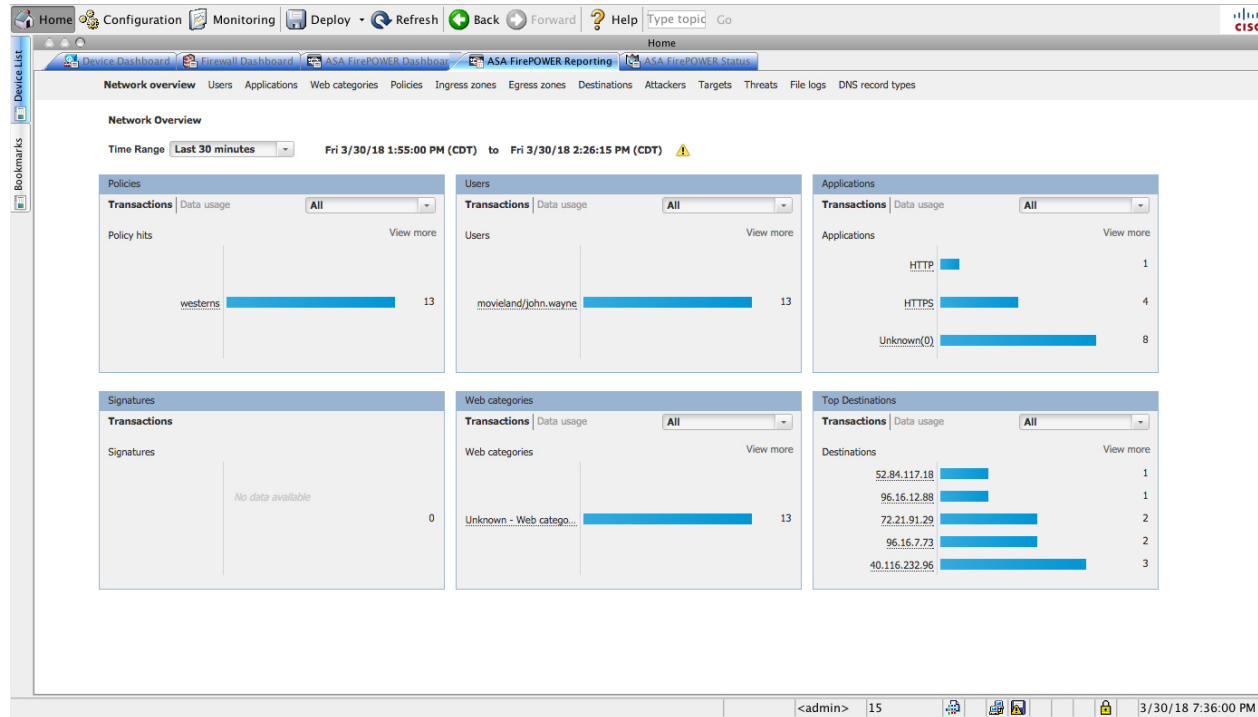 Home Configuration Monitoring Deploy Refresh Back Forward Help Type topic Go
Home
Device List
Bookmarks
Device Dashboard Firewall Dashboard ASA FirePOWER Dashboar ASA FirePOWER Reporting ASA FirePOWER Status
Network overview Users Applications Web categories Policies Ingress zones Egress zones Destinations Attackers Targets Threats File logs DNS record types
Network Overview
Time Range Last 30 minutes Fri 3/30/18 1:55:00 PM (CDT) to Fri 3/30/18 2:26:15 PM (CDT)
Policies
Transactions Data usage All
Policy hits View more
westerns 13
Users
Transactions Data usage All
Users View more
movieland/john.wayne 13
Applications
Transactions Data usage All
Applications View more
HTTP 1
HTTPS 4
Unknown(0) 8
Signatures
Transactions
Signatures
No data available
0
Web categories
Transactions Data usage All
Web categories View more
Unknown - Web catego... 13
Top Destinations
Transactions Data usage All
Destinations View more
52.84.117.18 1
96.16.12.88 1
72.21.91.29 2
96.16.7.73 2
40.116.232.96 3
<admin> 15 3/30/18 7:36:00 PM